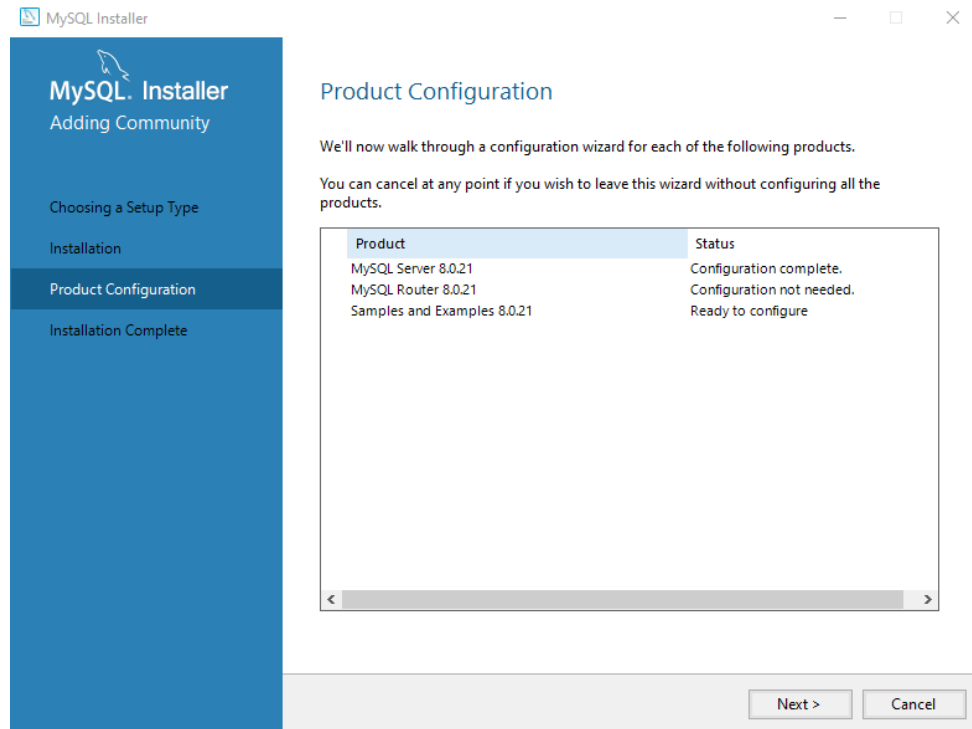 MySQL Installer
MySQL. Installer
Adding Community
Choosing a Setup Type
Installation
Product Configuration
Installation Complete
Product Configuration
We'll now walk through a configuration wizard for each of the following products.
You can cancel at any point if you wish to leave this wizard without configuring all the
products.
Product Status
MySQL Server 8.0.21 Configuration complete.
MySQL Router 8.0.21 Configuration not needed.
Samples and Examples 8.0.21 Ready to configure
Next > Cancel